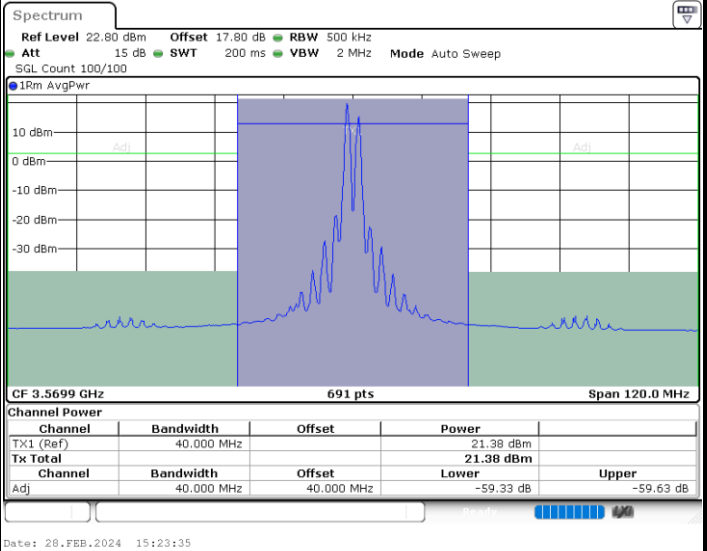 Spectrum
Ref Level 22.80 dBm Offset 17.80 dB RBW 500 kHz
Att 15 dB SWT 200 ms VBW 2 MHz Mode Auto Sweep
SGL Count 100/100
1Rm AvgPwr
10 dBm
Adj Adj
0 dBm
-10 dBm
-20 dBm
-30 dBm
CF 3.5699 GHz 691 pts Span 120.0 MHz
Channel Power
Channel Bandwidth Offset Power
TX1 (Ref) 40.000 MHz 21.38 dBm
Tx Total 21.38 dBm
Channel Bandwidth Offset Lower Upper
Adj 40.000 MHz 40.000 MHz -59.33 dB -59.63 dB
Ready
Date: 28.FEB.2024 15:23:35